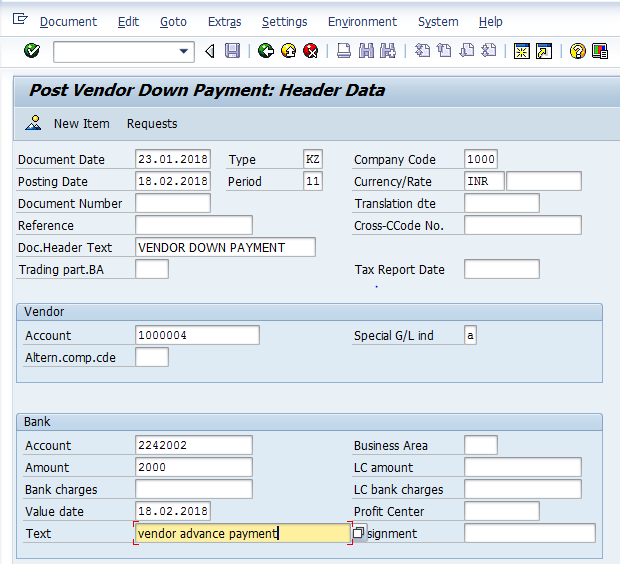 Document Edit Goto Extras Settings Environment System Help
Post Vendor Down Payment: Header Data
New Item Requests
Document Date 23.01.2018 Type KZ Company Code 1000
Posting Date 18.02.2018 Period 11 Currency/Rate INR
Document Number Translation dte
Reference Cross-CCode No.
Doc.Header Text VENDOR DOWN PAYMENT
Trading part.BA Tax Report Date
Vendor
Account 1000004 Special G/L ind a
Altern.comp.cde
Bank
Account 2242002 Business Area
Amount 2000 LC amount
Bank charges LC bank charges
Value date 18.02.2018 Profit Center
Text vendor advance payment signment